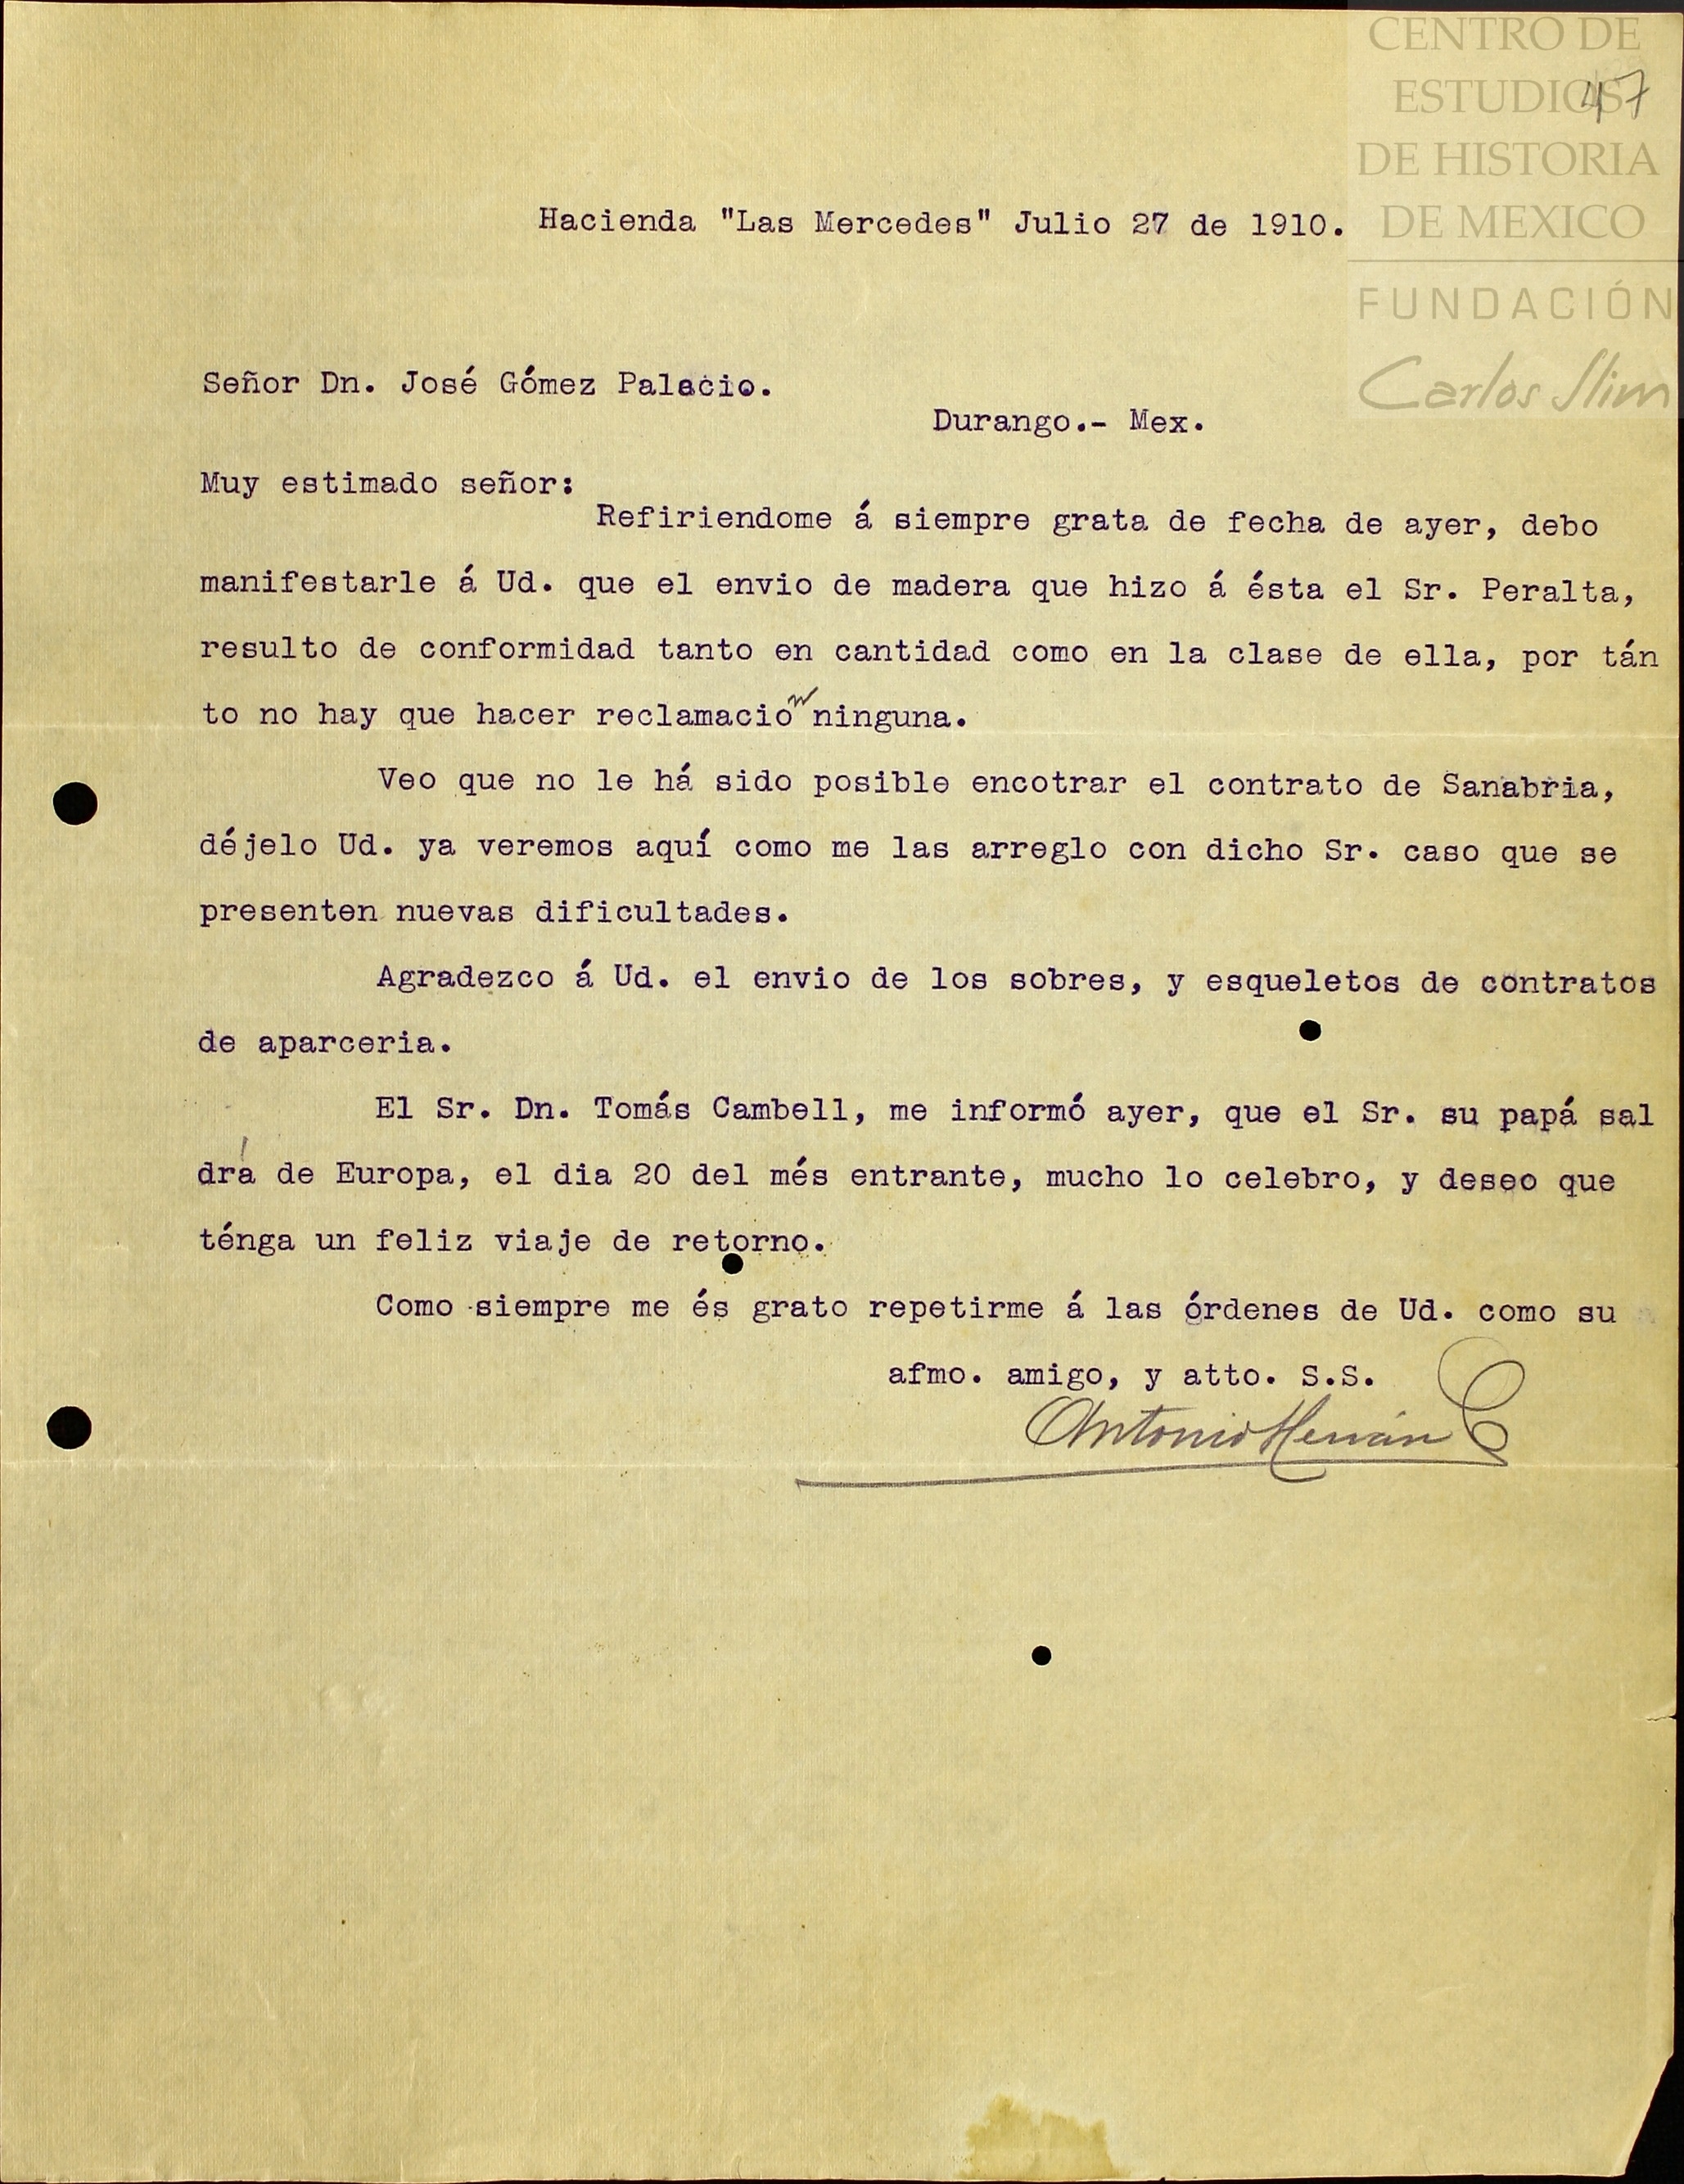 CENTRO DE
ESTUDIOS
47
DE HISTORIA
DE MEXICO
FUNDACIÓN
Carlos Slim
Hacienda "Las Mercedes" Julio 27 de 1910.
Señor Dn. José Gómez Palacio.
Durango.- Mex.
Muy estimado señor:
Refiriendome á siempre grata de fecha de ayer, debo
manifestarle á Ud. que el envio de madera que hizo á ésta el Sr. Peralta,
resulto de conformidad tanto en cantidad como en la clase de ella, por tán
to no hay que hacer reclamación ninguna.
Veo que no le há sido posible encotrar el contrato de Sanabria,
déjelo Ud. ya veremos aquí como me las arreglo con dicho Sr. caso que se
presenten nuevas dificultades.
Agradezco á Ud. el envio de los sobres, y esqueletos de contratos
de aparceria.
El Sr. Dn. Tomás Cambell, me informó ayer, que el Sr. su papá sal
drá de Europa, el dia 20 del més entrante, mucho lo celebro, y deseo que
ténga un feliz viaje de retorno.
Como siempre me és grato repetirme á las órdenes de Ud. como su
afmo. amigo, y atto. S.S.
Antonio